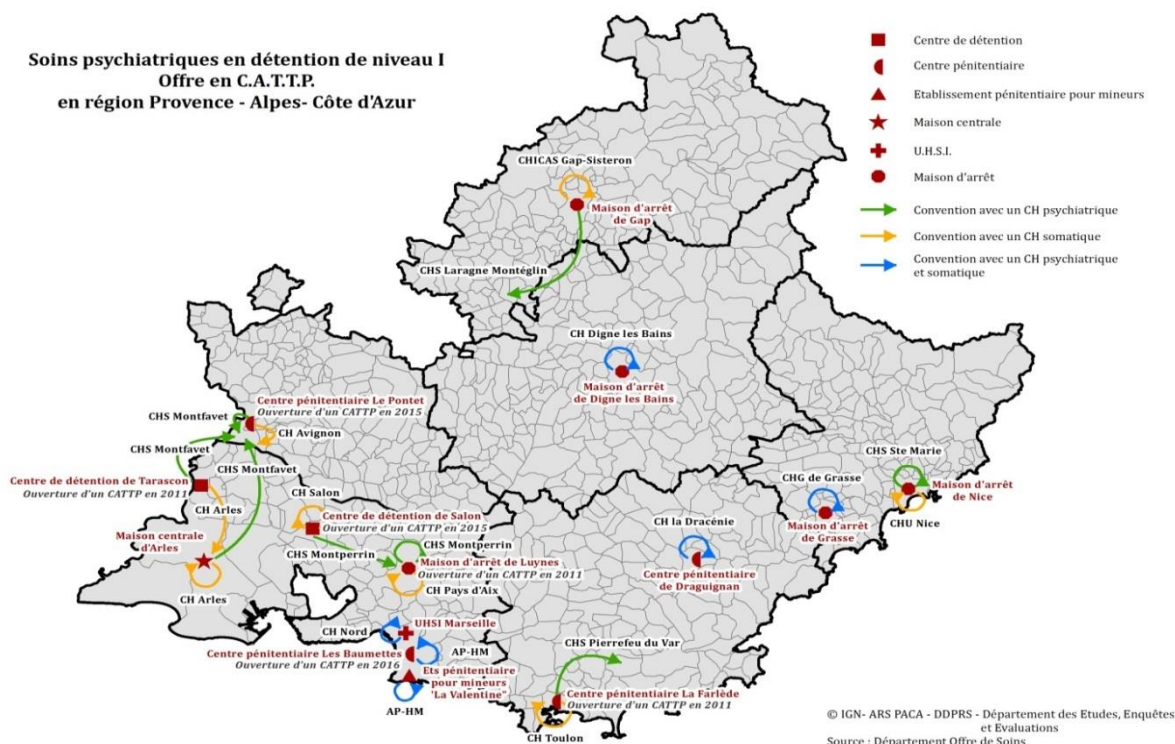 Soins psychiatriques en détention de niveau I
Offre en C.A.T.T.P.
en région Provence - Alpes- Côte d'Azur
Centre de détention
Centre pénitiaire
Etablissement pénitiaire pour mineurs
Maison centrale
U.H.S.I.
Maison d'arrêt
Convention avec un CH psychiatrique
Convention avec un CH somatique
Convention avec un CH psychiatrique
et somatique
CHICAS Gap-Sisteron
Maison d'arrêt
de Gap
CHS Laragne Montéglin
CH Digne les Bains
Maison d'arrêt
de Digne les Bains
Centre pénitentiaire Le Pontet
Ouverture d'un CATTP en 2015
CHS Montfavet
CH Avignon
CHS Montfavet
CHS Montfavet
Centre de détention de Tarascon
Ouverture d'un CATTP en 2011
CH Arles
Maison centrale
d'Arles
CH Arles
CH Salon
Centre de détention de Salon
Ouverture d'un CATTP en 2015
CHS Montperrin
CHS Montperrin
Maison d'arrêt de Luynes
Ouverture d'un CATTP en 2011
CH Pays d'Aix
CH Nord
UHSI Marseille
Centre pénitentiaire Les Baumettes
Ouverture d'un CATTP en 2016
AP-HM
Ets pénitentiaire
pour mineurs
"La Valentine"
AP-HM
CHS Pierrefeu du Var
Centre pénitentiaire La Farlède
Ouverture d'un CATTP en 2011
CH Toulon
CH la Dracénie
Centre pénitentiaire
de Draguignan
CHG de Grasse
Maison d'arrêt
de Grasse
CHS Ste Marie
Maison d'arrêt
de Nice
CHU Nice
© IGN- ARS PACA - DDPRS - Département des Etudes, Enquêtes
et Evaluations
Source : Département Offre de Soins